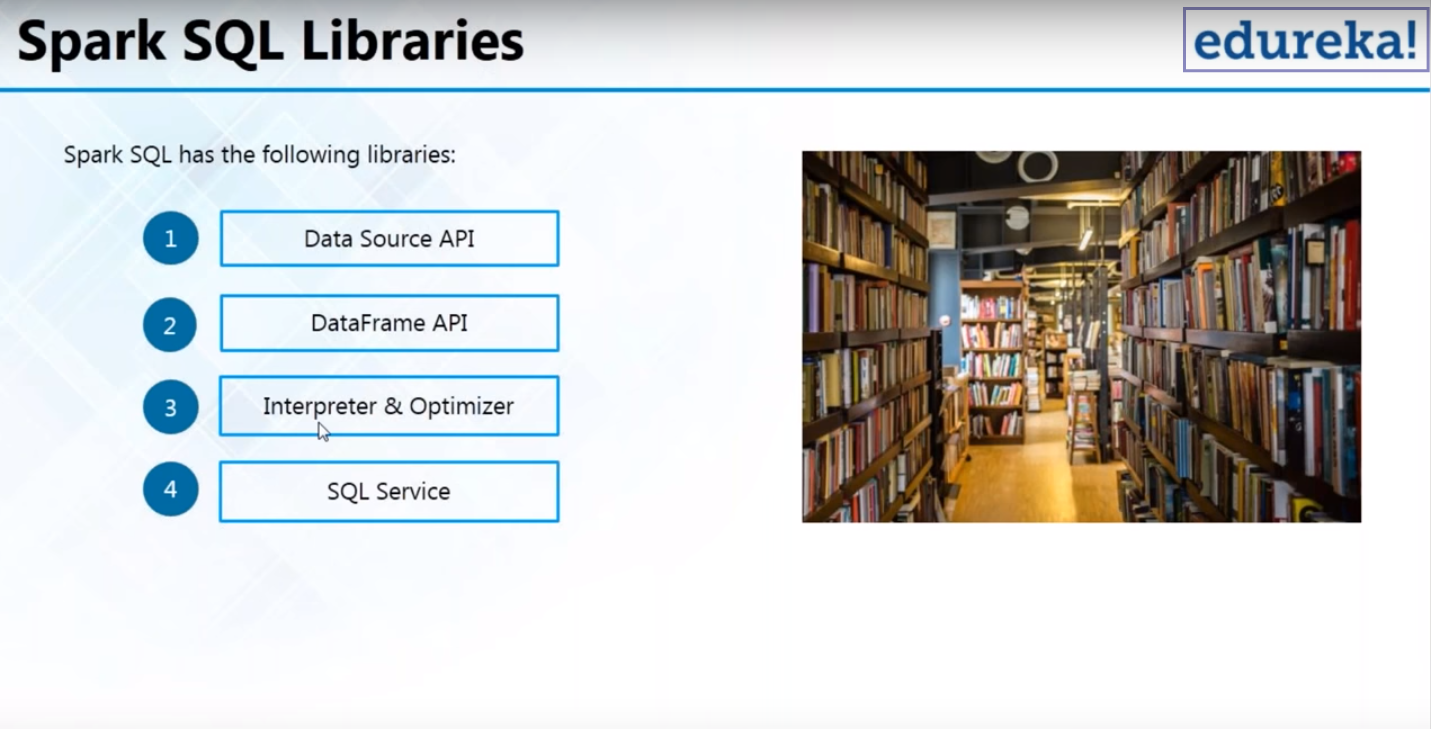 Spark SQL Libraries
edureka!
Spark SQL has the following libraries:
1 Data Source API
2 DataFrame API
3 Interpreter & Optimizer
4 SQL Service